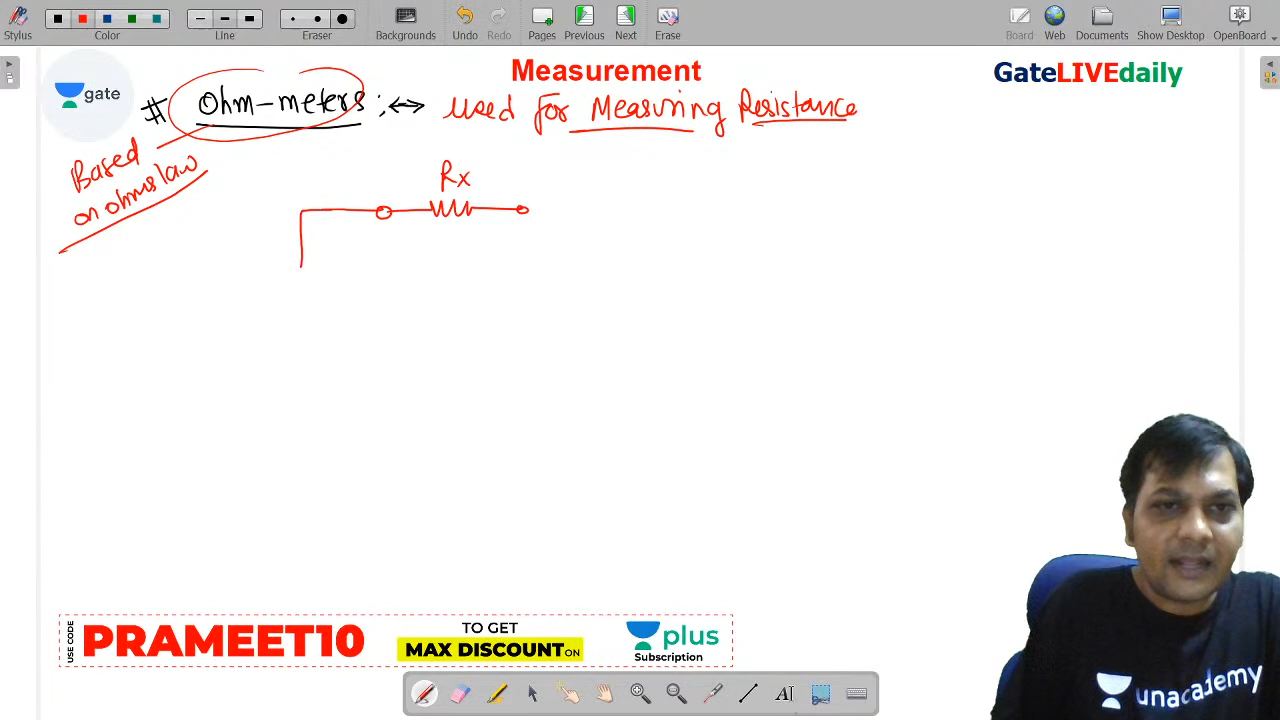 Stylus
Color
Line
Eraser
Backgrounds
Undo
Redo
Pages
Previous
Next
Erase
Board
Web
Documents
Show Desktop
OpenBoard
gate
Measurement
GateLIVEdaily
# Ohm-meters : ↔ Used for Measuring Resistance
Based
on ohms law
Rx
USE CODE
PRAMEET10
TO GET
MAX DISCOUNT ON
plus
Subscription
unacademy